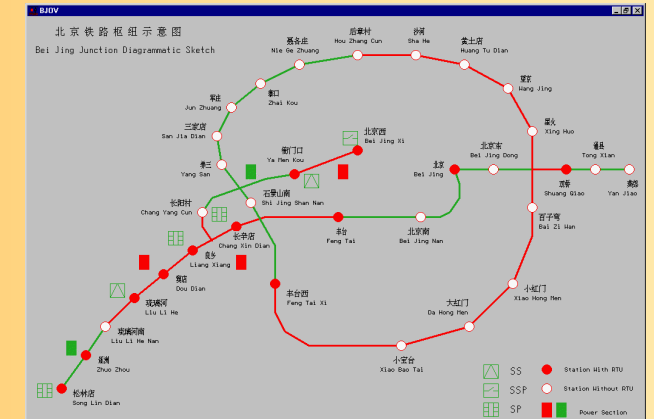 BJOV
北京铁路枢纽示意图
Bei Jing Junction Diagrammatic Sketch
聂各庄
Nie Ge Zhuang
后章村
Hou Zhang Cun
沙河
Sha He
黄土店
Huang Tu Dian
望京
Wang Jing
寨口
Zhai Kou
军庄
Jun Zhuang
三家店
San Jia Dian
星火
Xing Huo
衙门口
Ya Men Kou
北京西
Bei Jing Xi
北京
Bei Jing
北京东
Bei Jing Dong
双桥
Shuang Qiao
通县
Tong Xian
燕郊
Yan Jiao
养三
Yang San
石景山南
Shi Jing Shan Nan
长阳村
Chang Yang Cun
长辛店
Chang Xin Dian
丰台
Feng Tai
北京南
Bei Jing Nan
百子弯
Bai Zi Wan
良乡
Liang Xiang
窦店
Dou Dian
琉璃河
Liu Li He
丰台西
Feng Tai Xi
小红门
Xiao Hong Men
大红门
Da Hong Men
琉璃河南
Liu Li He Nan
小宝台
Xiao Bao Tai
涿洲
Zhuo Zhou
松林店
Song Lin Dian
SS
Station With RTU
SSP
Station Without RTU
SP
Power Section